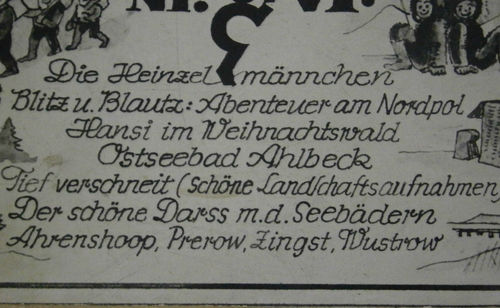 Die Heinzelmännchen
Blitz u. Blautz: Abenteuer am Nordpol
Hansi im Weihnachtswald
Ostseebad Ahlbeck
Tief verschneit (schöne Landschaftsaufnahmen)
Der schöne Darss m.d. Seebädern
Ahrenshoop, Prerow, Zingst, Wustrow